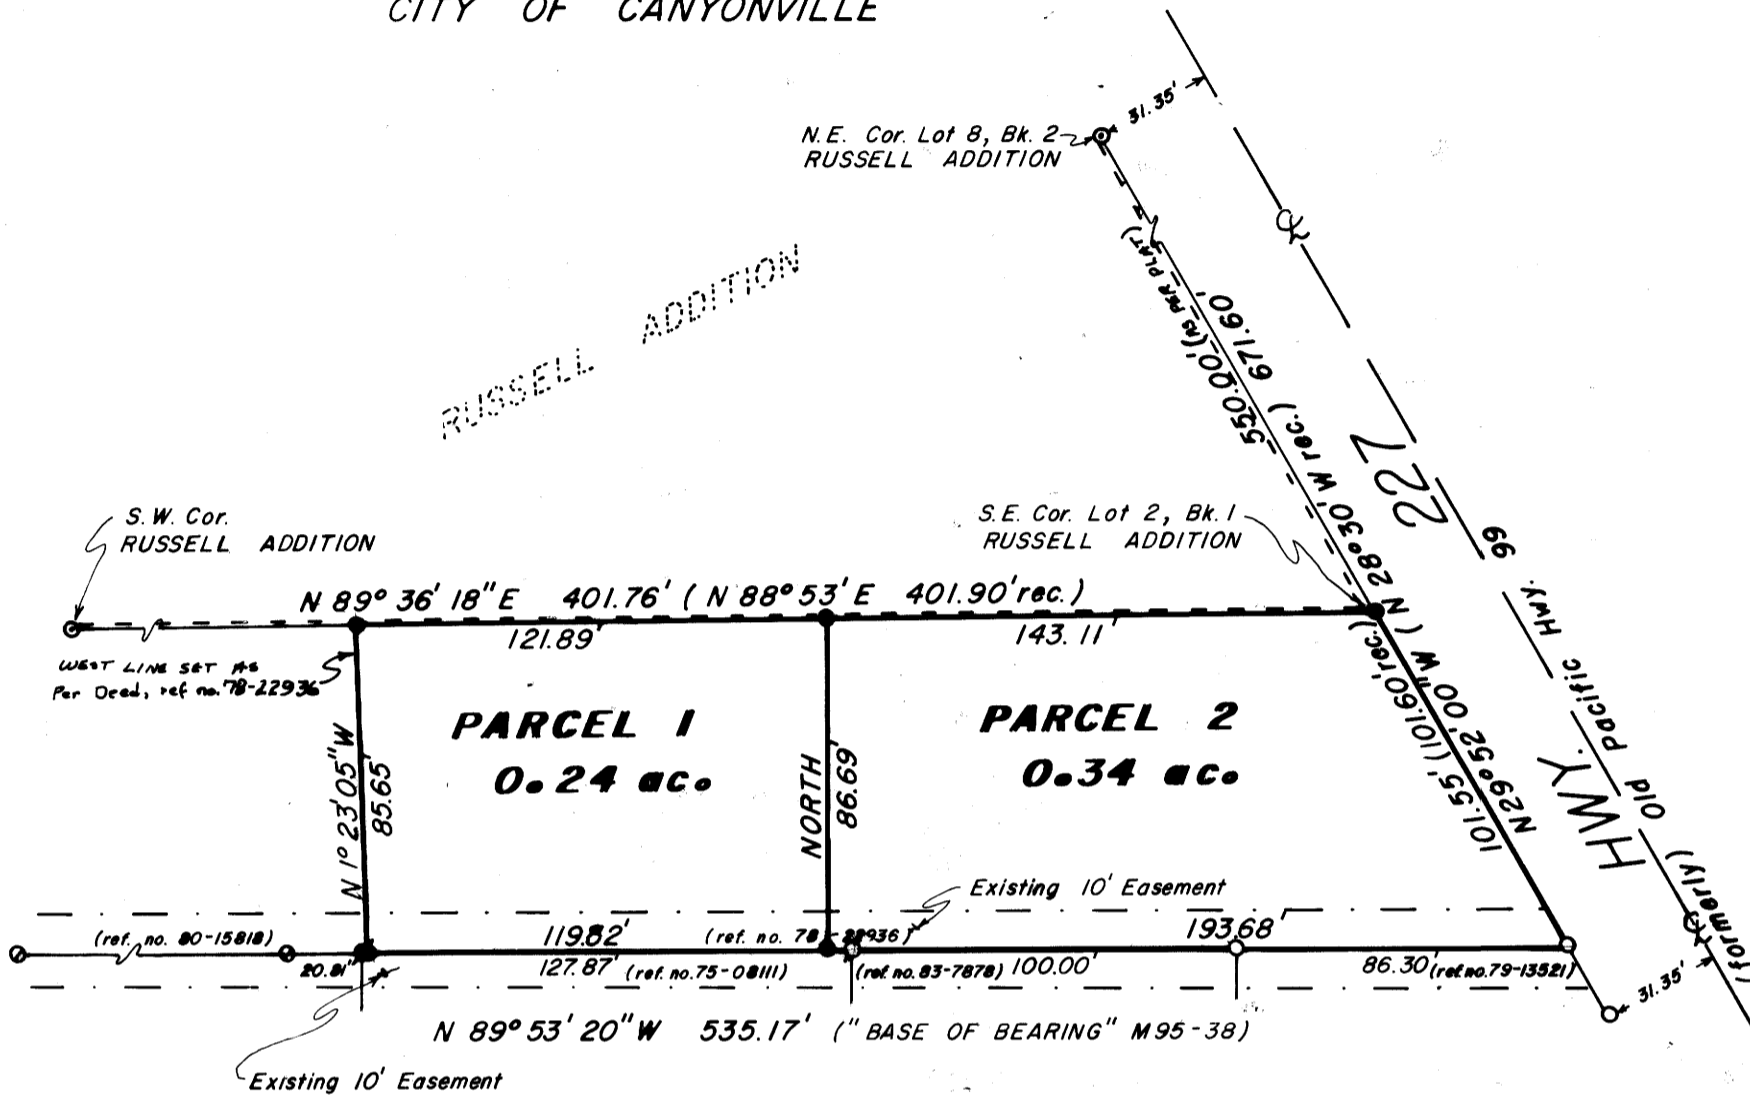 CITY OF CANYONVILLE
31.35'
N.E. Cor. Lot 8, Bk. 2
RUSSELL ADDITION
RUSSELL ADDITION
550.00' (AS PER PLAT)
N 29°52'00" W ( N 28°30' W rec.) 671.60'
101.55' (101.60' rec.)
HWY. 227
(formerly) Old Pacific Hwy. 99
S.W. Cor.
RUSSELL ADDITION
S.E. Cor. Lot 2, Bk. 1
RUSSELL ADDITION
N 89° 36' 18" E 401.76' ( N 88° 53' E 401.90' rec.)
121.89'
143.11'
WEST LINE SET AS
Per Deed, ref no. 78-22936
PARCEL 1
0.24 ac.
PARCEL 2
0.34 ac.
N 1° 23' 05" W
85.65'
NORTH
86.69'
Existing 10' Easement
(ref. no. 80-15818)
119.82'
(ref. no. 78-22936)
193.68'
20.81'
127.87' (ref. no. 75-08111)
(ref. no. 83-7878) 100.00'
86.30' (ref. no. 79-13521)
31.35'
N 89° 53' 20" W 535.17' ("BASE OF BEARING" M95-38)
Existing 10' Easement